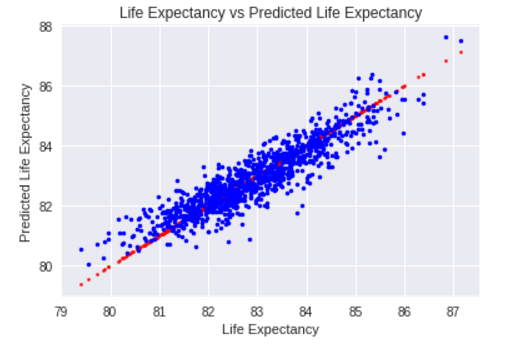 Life Expectancy vs Predicted Life Expectancy
88
86
84
82
80
Predicted Life Expectancy
79 80 81 82 83 84 85 86 87
Life Expectancy